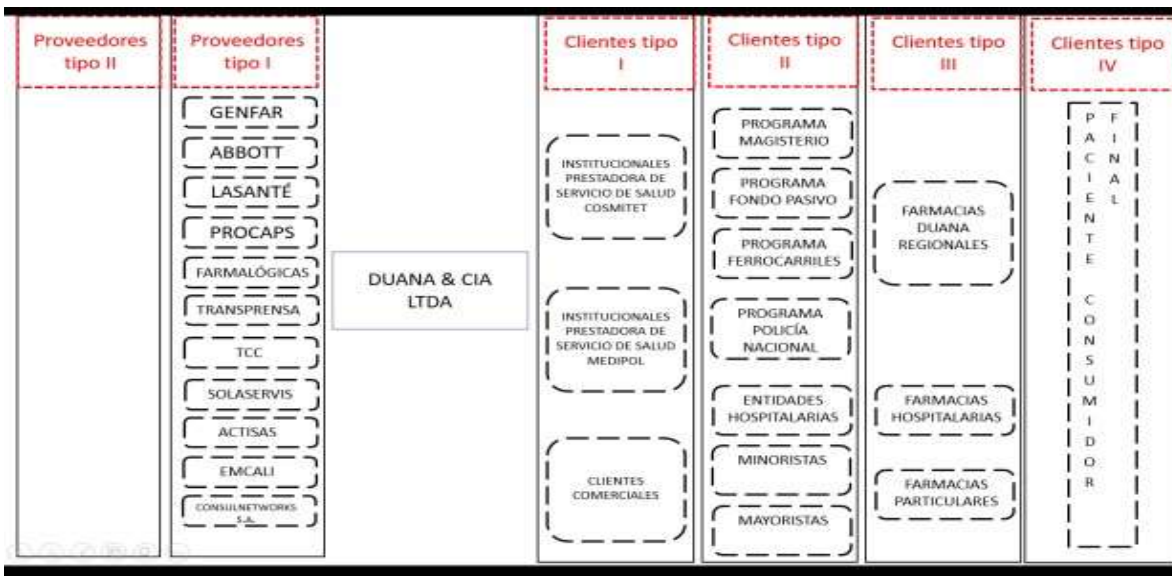 Proveedores
tipo II
Proveedores
tipo I
GENFAR
ABBOTT
LASANTÉ
PROCAPS
FARMALÓGICAS
TRANSPRENSA
TCC
SOLASERVIS
ACTISAS
EMCALI
CONSULNETWORKS
S.A.
DUANA & CIA
LTDA
Clientes tipo
I
INSTITUCIONALES
PRESTADORA DE
SERVICIO DE SALUD
COSMITET
INSTITUCIONALES
PRESTADORA DE
SERVICIO DE SALUD
MEDIPOL
CLIENTES
COMERCIALES
Clientes tipo
II
PROGRAMA
MAGISTERIO
PROGRAMA
FONDO PASIVO
PROGRAMA
FERROCARRILES
PROGRAMA
POLICÍA
NACIONAL
ENTIDADES
HOSPITALARIAS
MINORISTAS
MAYORISTAS
Clientes tipo
III
FARMACIAS
DUANA
REGIONALES
FARMACIAS
HOSPITALARIAS
FARMACIAS
PARTICULARES
Clientes tipo
IV
PACIENTE CONSUMIDOR
FINAL